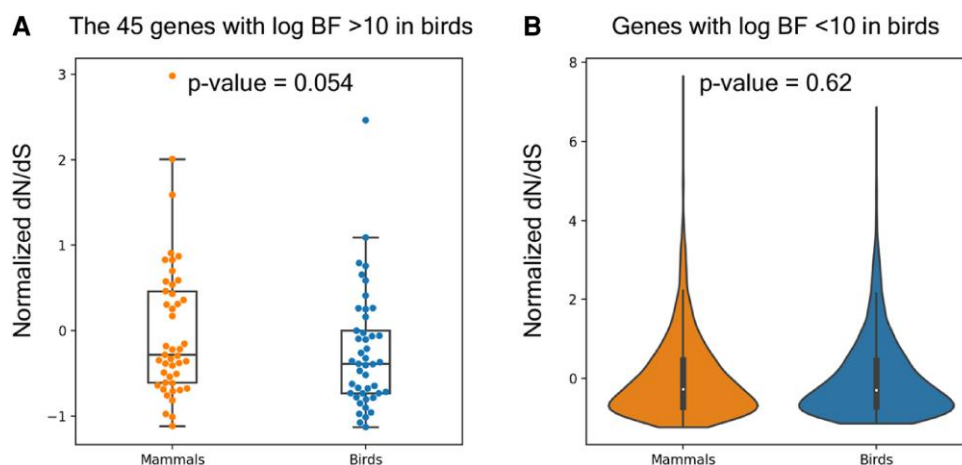 A The 45 genes with log BF >10 in birds
p-value = 0.054
Normalized dN/dS
3
2
1
0
−1
Mammals Birds
B Genes with log BF <10 in birds
p-value = 0.62
Normalized dN/dS
8
6
4
2
0
Mammals Birds